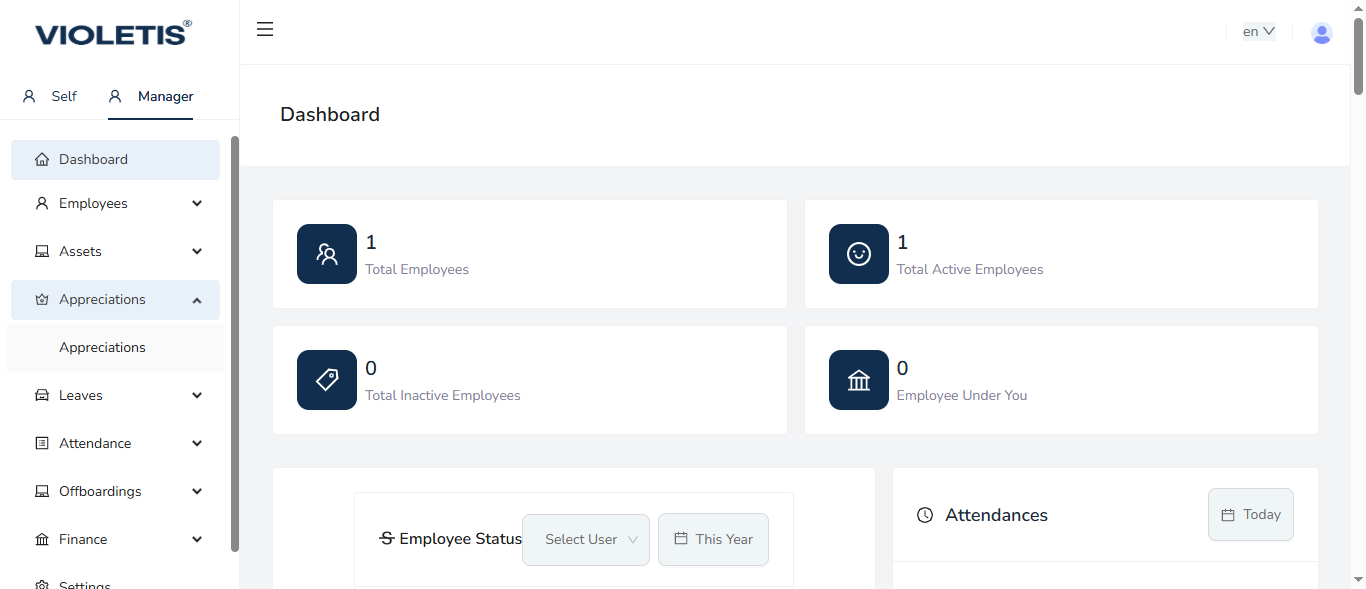 VIOLETIS®
Self
Manager
Dashboard
Employees
Assets
Appreciations
Appreciations
Leaves
Attendance
Offboardings
Finance
Settings
en
Dashboard
1
Total Employees
1
Total Active Employees
0
Total Inactive Employees
0
Employee Under You
Employee Status
Select User
This Year
Attendances
Today